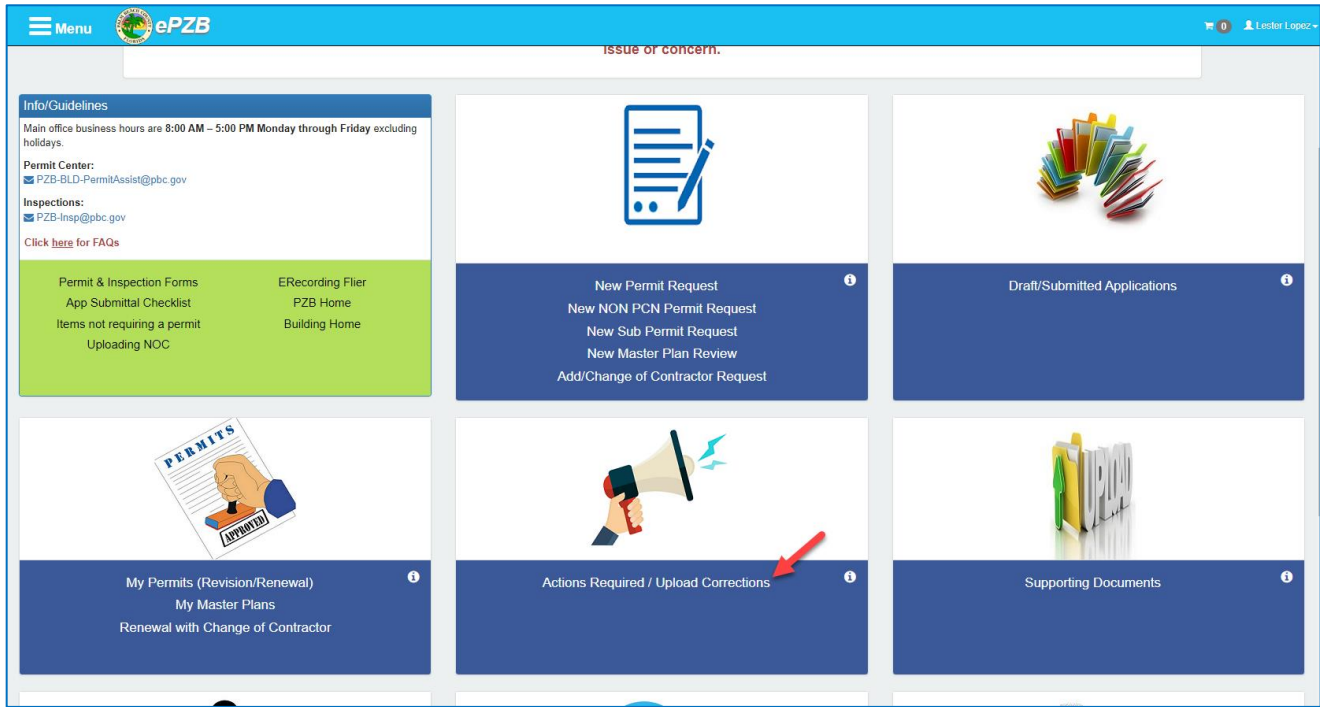 Menu
ePZB
0
Lester Lopez
issue or concern.
Info/Guidelines
Main office business hours are 8:00 AM – 5:00 PM Monday through Friday excluding
holidays.
Permit Center:
PZB-BLD-PermitAssist@pbc.gov
Inspections:
PZB-Insp@pbc.gov
Click here for FAQs
Permit & Inspection Forms
App Submittal Checklist
Items not requiring a permit
Uploading NOC
ERecording Flier
PZB Home
Building Home
New Permit Request
New NON PCN Permit Request
New Sub Permit Request
New Master Plan Review
Add/Change of Contractor Request
Draft/Submitted Applications
PERMITS
APPROVED
My Permits (Revision/Renewal)
My Master Plans
Renewal with Change of Contractor
Actions Required / Upload Corrections
UPLOAD
Supporting Documents